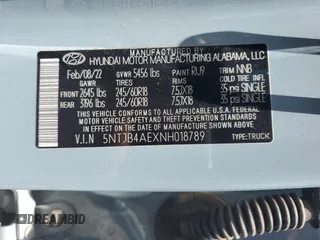 HYUNDAI
MANUFACTURED BY
HYUNDAI MOTOR MANUFACTURING ALABAMA, LLC
Feb/08/22 GVWR 5456 lbs PAINT RU9 TRIM NNB
GAWR TIRES RIMS COLD TIRE INFL
FRONT 2645 lbs 245/60R18 7.5JX18 35 psi SINGLE
REAR 3196 lbs 245/60R18 7.5JX18 35 psi SINGLE
THIS VEHICLE CONFORMS TO ALL APPLICABLE U.S.
FEDERAL MOTOR VEHICLE SAFETY AND THEFT
PREVENTION STANDARDS IN EFFECT ON THE DATE
OF MANUFACTURE SHOWN ABOVE.
V.I.N 5NTJB4AEXNH018789 TYPE:TRUCK
AUTOBIDMASTER